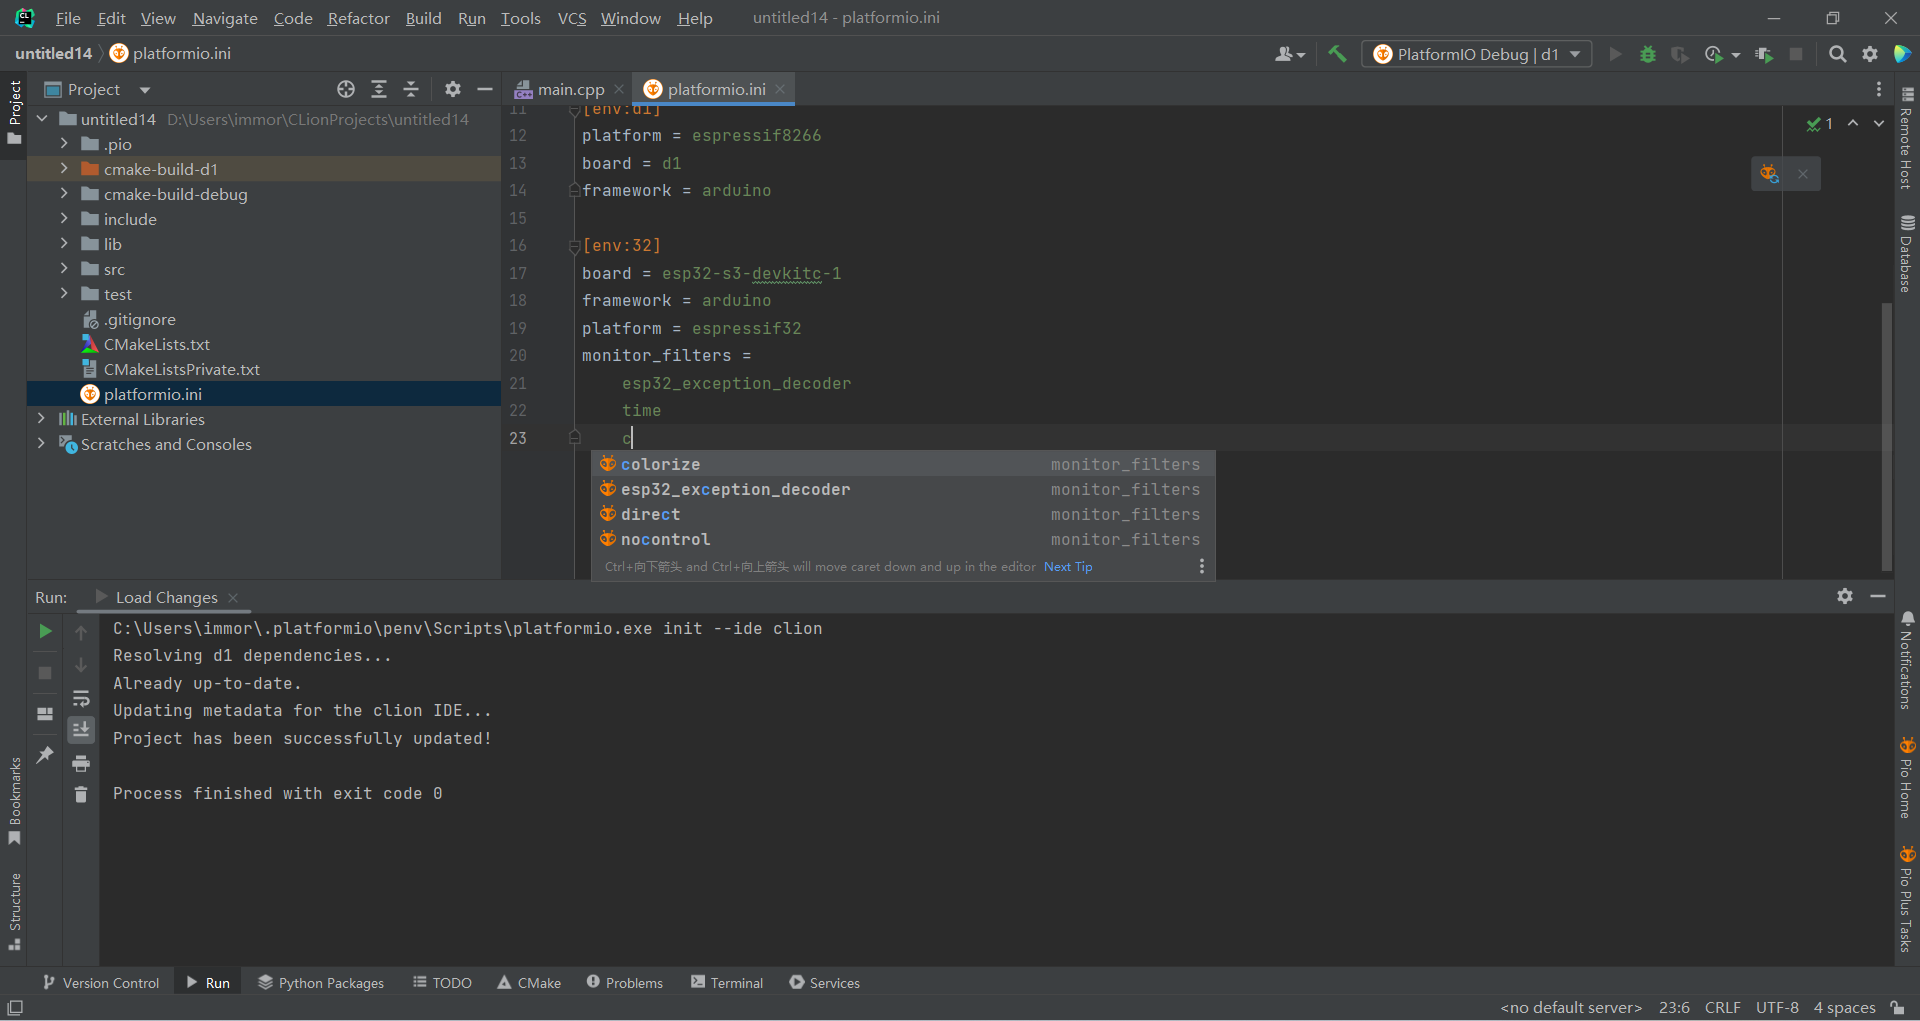 File Edit View Navigate Code Refactor Build Run Tools VCS Window Help untitled14 - platformio.ini
untitled14 platformio.ini PlatformIO Debug | d1
Project main.cpp platformio.ini
Project
untitled14 D:\Users\immor\CLionProjects\untitled14
.pio
cmake-build-d1
cmake-build-debug
include
lib
src
test
.gitignore
CMakeLists.txt
CMakeListsPrivate.txt
platformio.ini
External Libraries
Scratches and Consoles
11 [env:d1]
12 platform = espressif8266
13 board = d1
14 framework = arduino
15
16 [env:32]
17 board = esp32-s3-devkitc-1
18 framework = arduino
19 platform = espressif32
20 monitor_filters =
21 esp32_exception_decoder
22 time
23 c
1
colorize monitor_filters
esp32_exception_decoder monitor_filters
direct monitor_filters
nocontrol monitor_filters
Ctrl+向下箭头 and Ctrl+向上箭头 will move caret down and up in the editor Next Tip
Remote Host
Database
Notifications
Pio Home
Pio Plus Tasks
Run: Load Changes
C:\Users\immor\.platformio\penv\Scripts\platformio.exe init --ide clion
Resolving d1 dependencies...
Already up-to-date.
Updating metadata for the clion IDE...
Project has been successfully updated!
Process finished with exit code 0
Bookmarks
Structure
Version Control Run Python Packages TODO CMake Problems Terminal Services
<no default server> 23:6 CRLF UTF-8 4 spaces